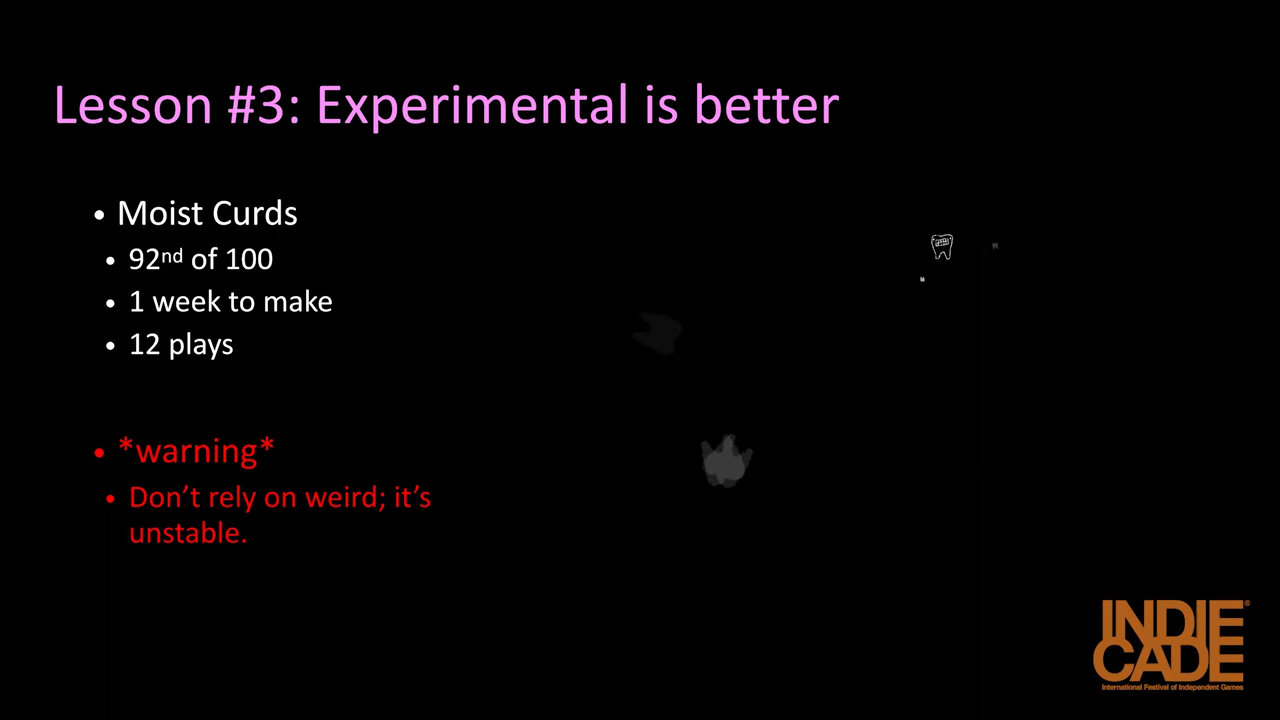 Lesson #3: Experimental is better
• Moist Curds
• 92nd of 100
• 1 week to make
• 12 plays
• *warning*
• Don’t rely on weird; it’s
unstable.
INDIE®
CADE
International Festival of Independent Games